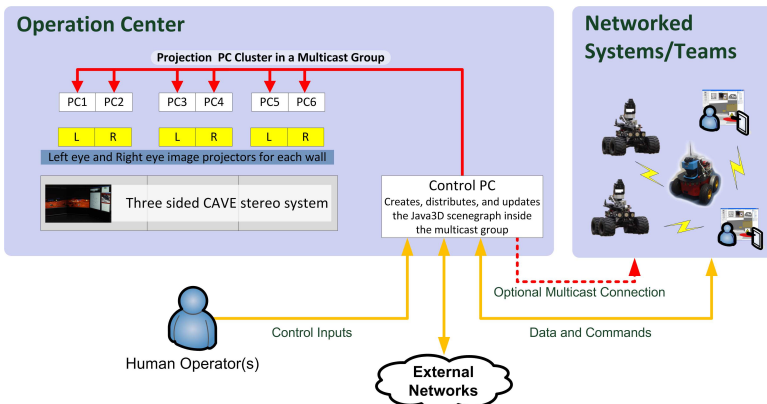 Operation Center
Projection PC Cluster in a Multicast Group
PC1 PC2 PC3 PC4 PC5 PC6
L R L R L R
Left eye and Right eye image projectors for each wall
Three sided CAVE stereo system
Control PC
Creates, distributes, and updates
the Java3D scenegraph inside
the multicast group
Networked
Systems/Teams
Optional Multicast Connection
Control Inputs
Data and Commands
Human Operator(s)
External
Networks